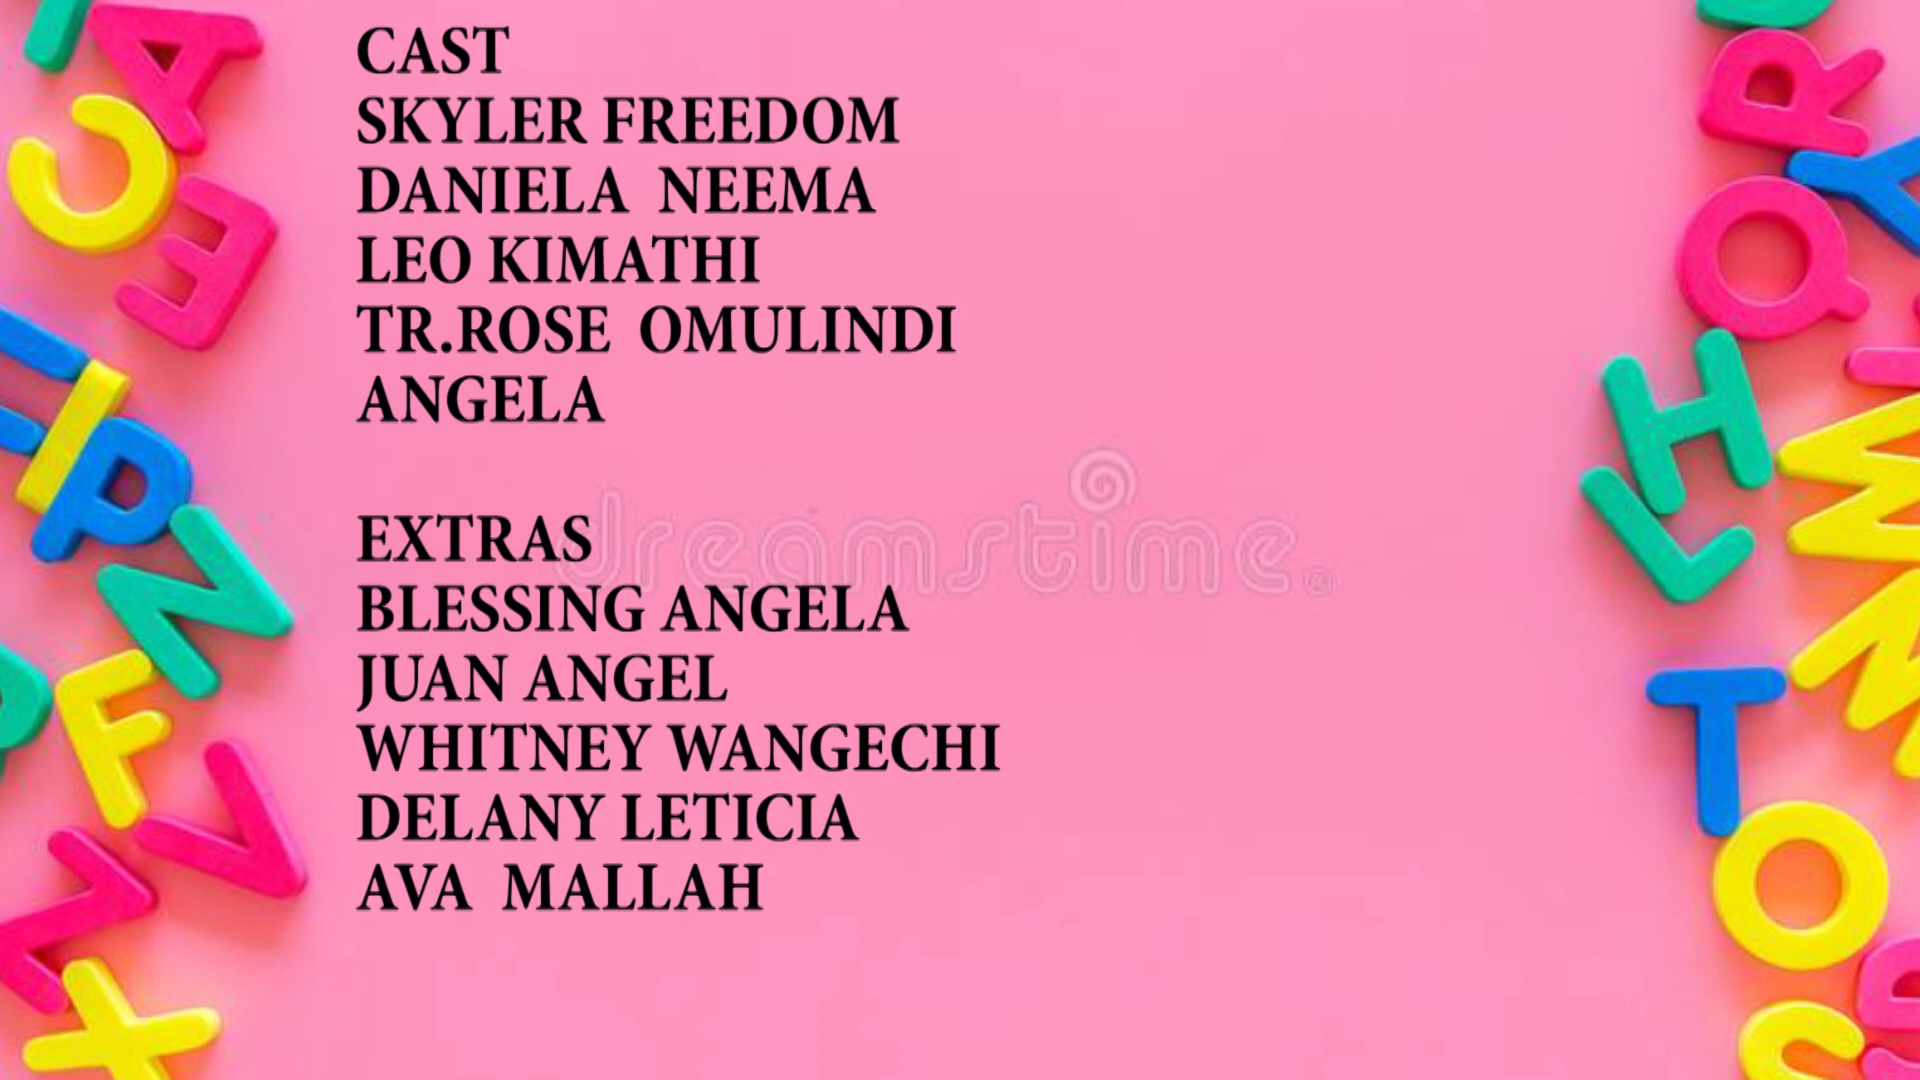 CAST
SKYLER FREEDOM
DANIELA NEEMA
LEO KIMATHI
TR.ROSE OMULINDI
ANGELA
EXTRAS
BLESSING ANGELA
JUAN ANGEL
WHITNEY WANGECHI
DELANY LETICIA
AVA MALLAH
dreamstime®